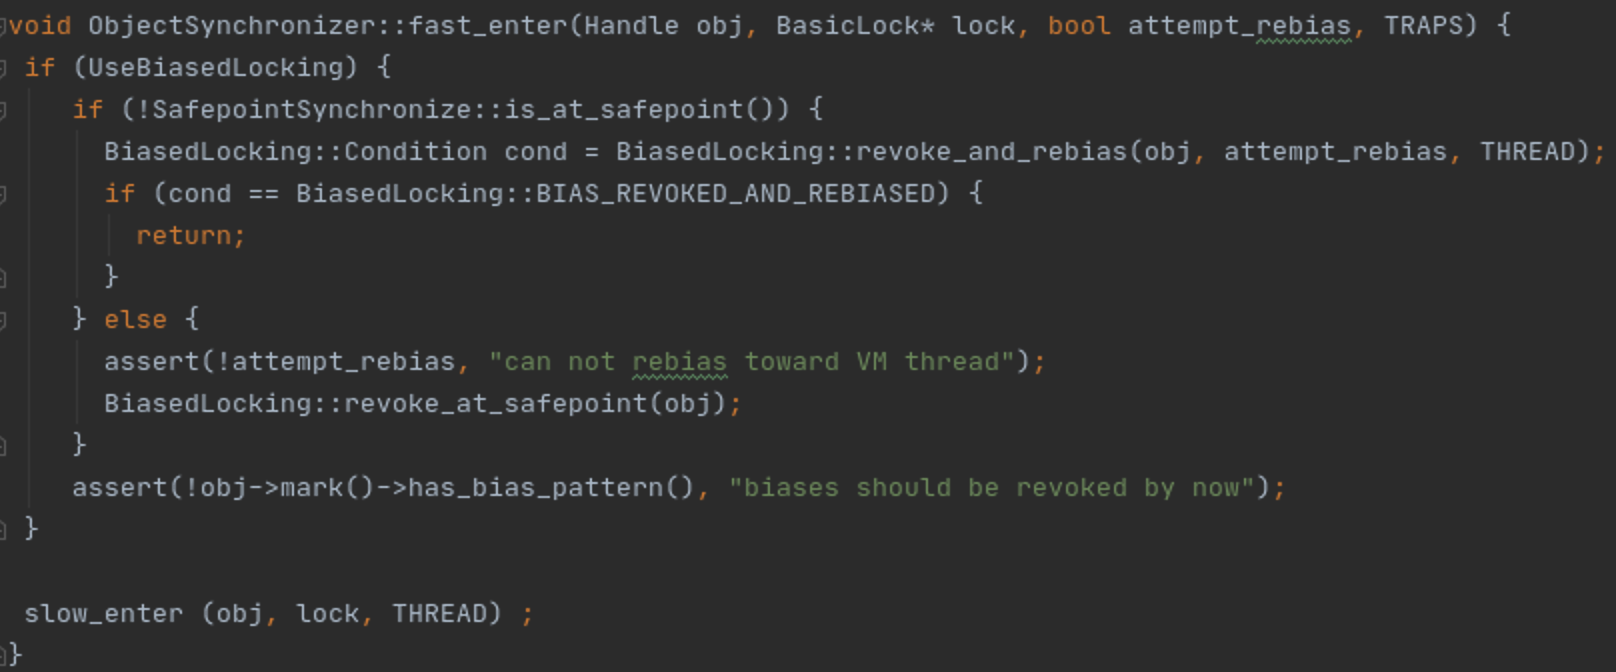 void ObjectSynchronizer::fast_enter(Handle obj, BasicLock* lock, bool attempt_rebias, TRAPS) {
if (UseBiasedLocking) {
if (!SafepointSynchronize::is_at_safepoint()) {
BiasedLocking::Condition cond = BiasedLocking::revoke_and_rebias(obj, attempt_rebias, THREAD);
if (cond == BiasedLocking::BIAS_REVOKED_AND_REBIASED) {
return;
}
} else {
assert(!attempt_rebias, "can not rebias toward VM thread");
BiasedLocking::revoke_at_safepoint(obj);
}
assert(!obj->mark()->has_bias_pattern(), "biases should be revoked by now");
}
slow_enter (obj, lock, THREAD) ;
}